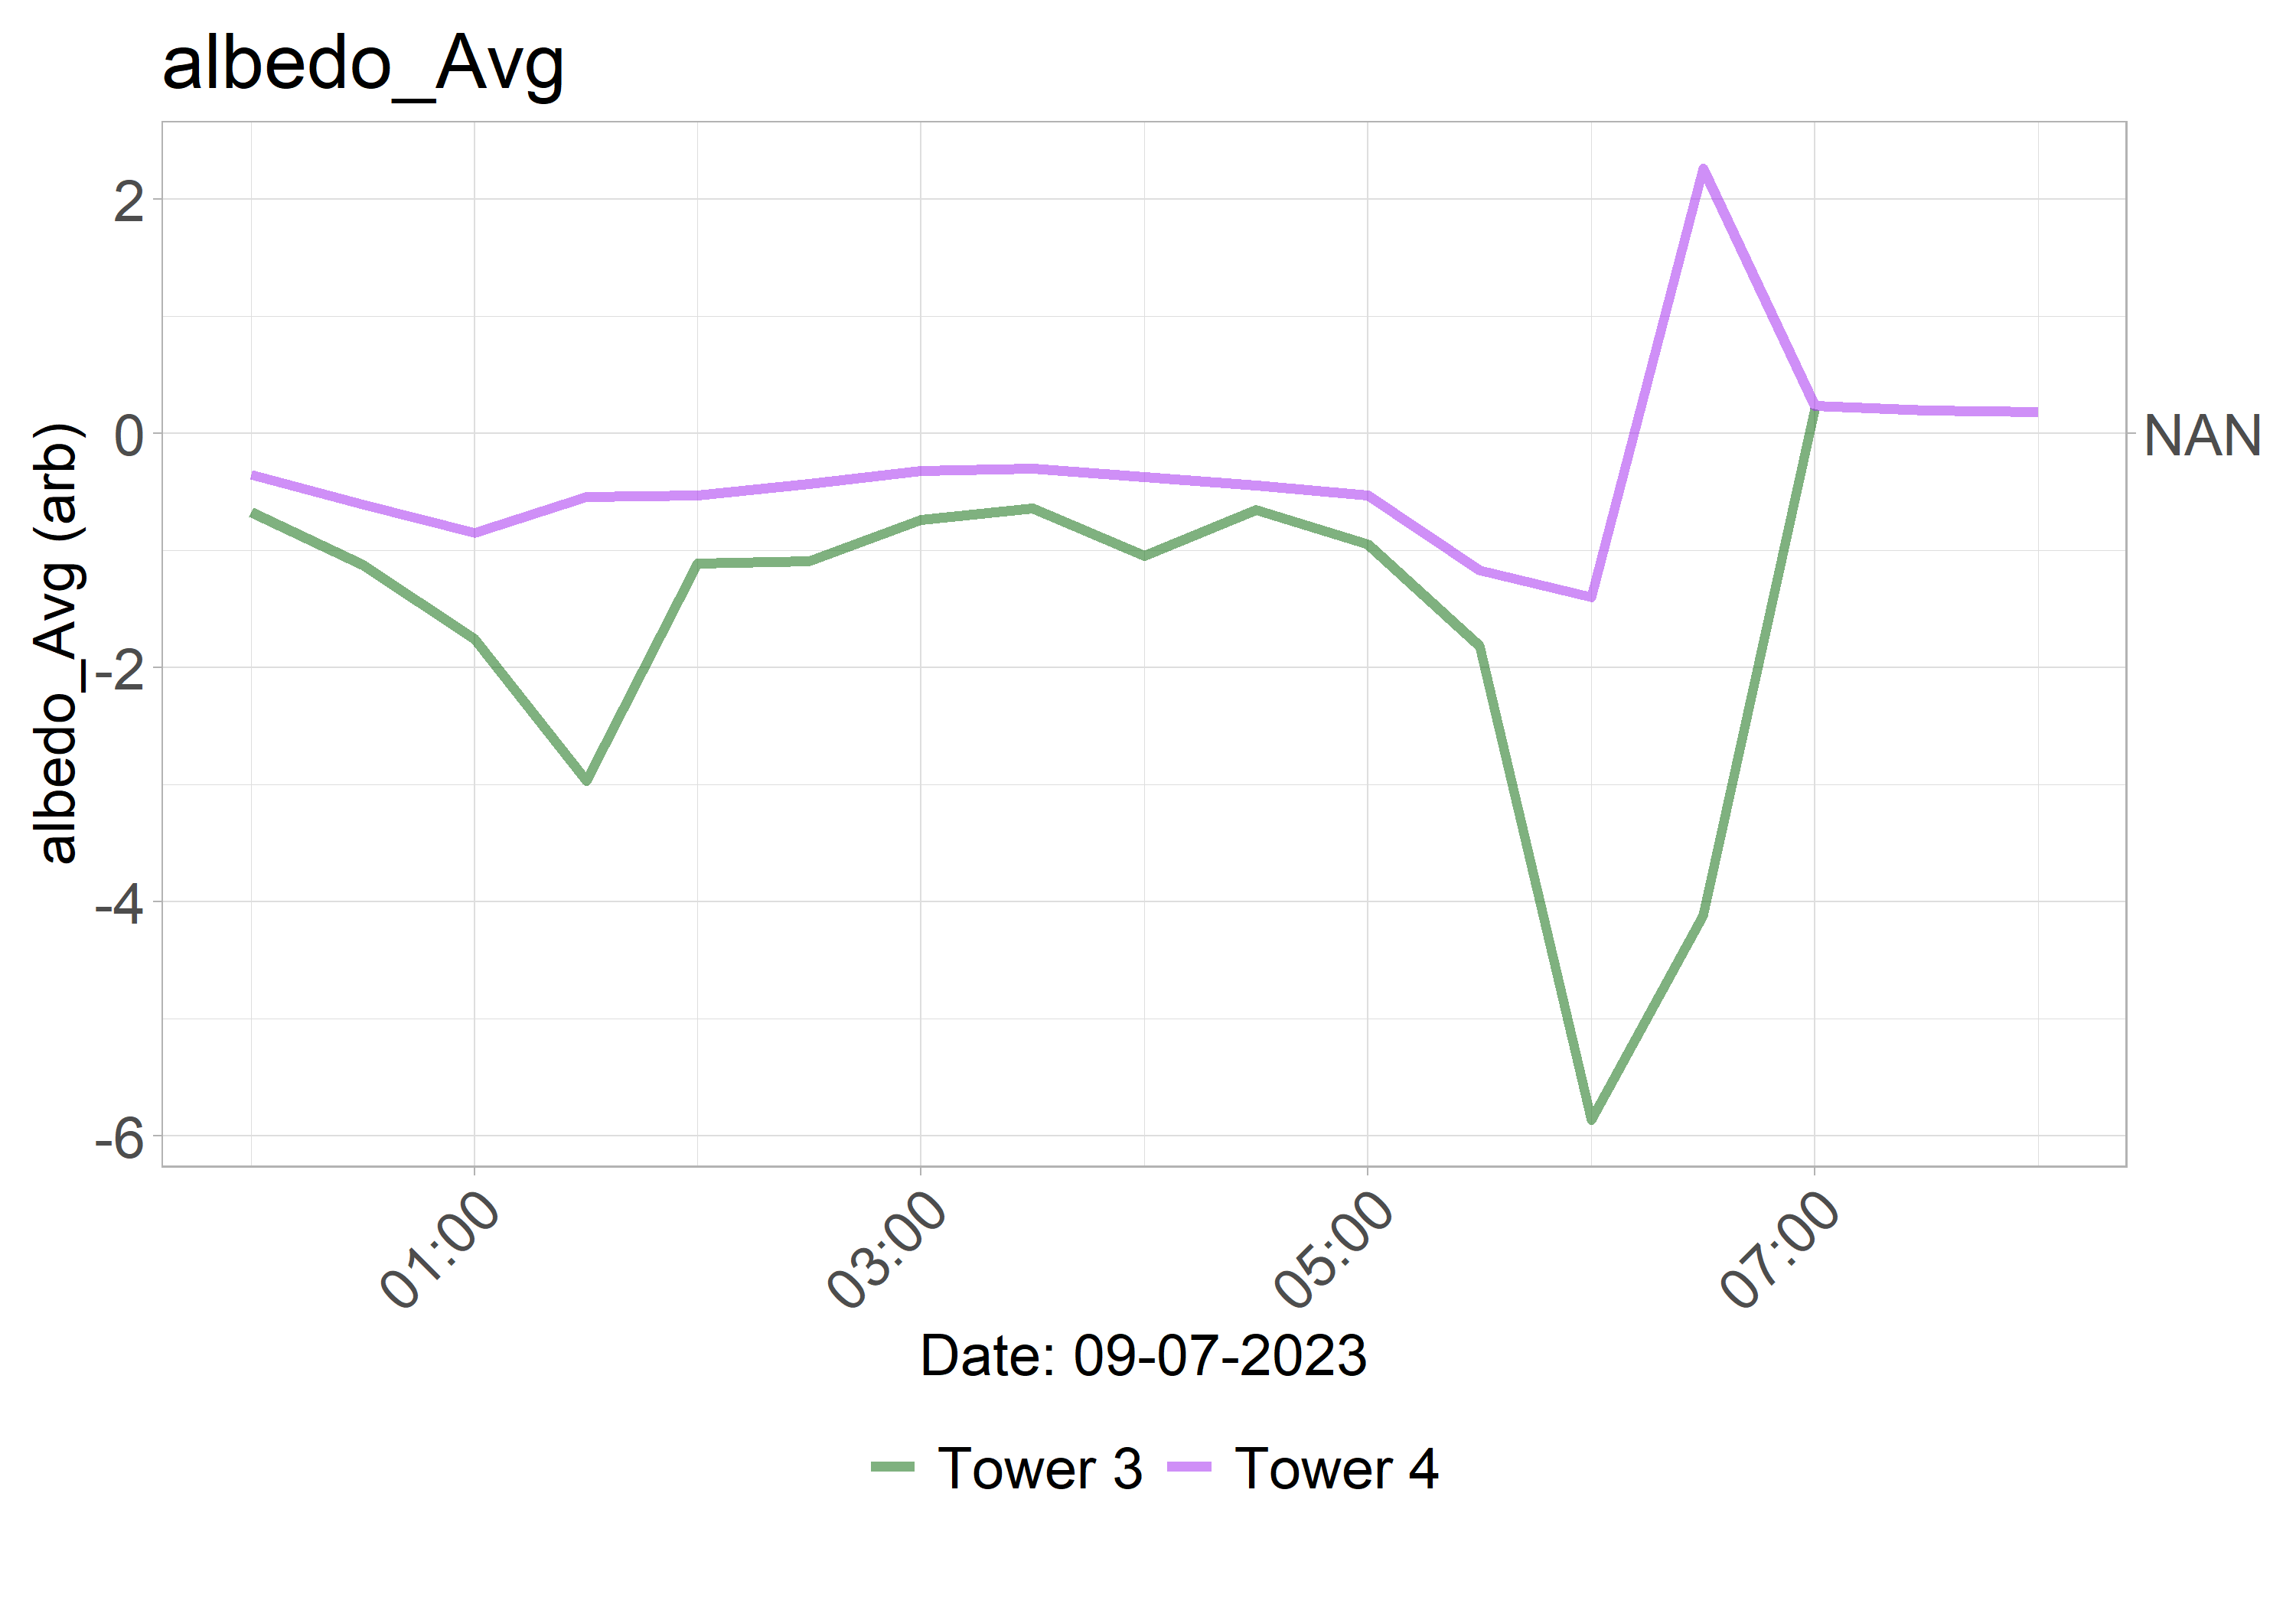 albedo_Avg
albedo_Avg (arb)
2
0
-2
-4
-6
NAN
01:00
03:00
05:00
07:00
Date: 09-07-2023
Tower 3
Tower 4